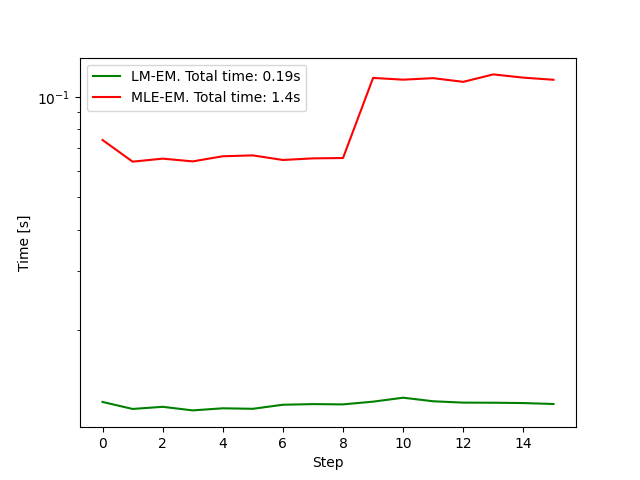 LM-EM. Total time: 0.19s
MLE-EM. Total time: 1.4s
10⁻¹
Time [s]
0 2 4 6 8 10 12 14
Step